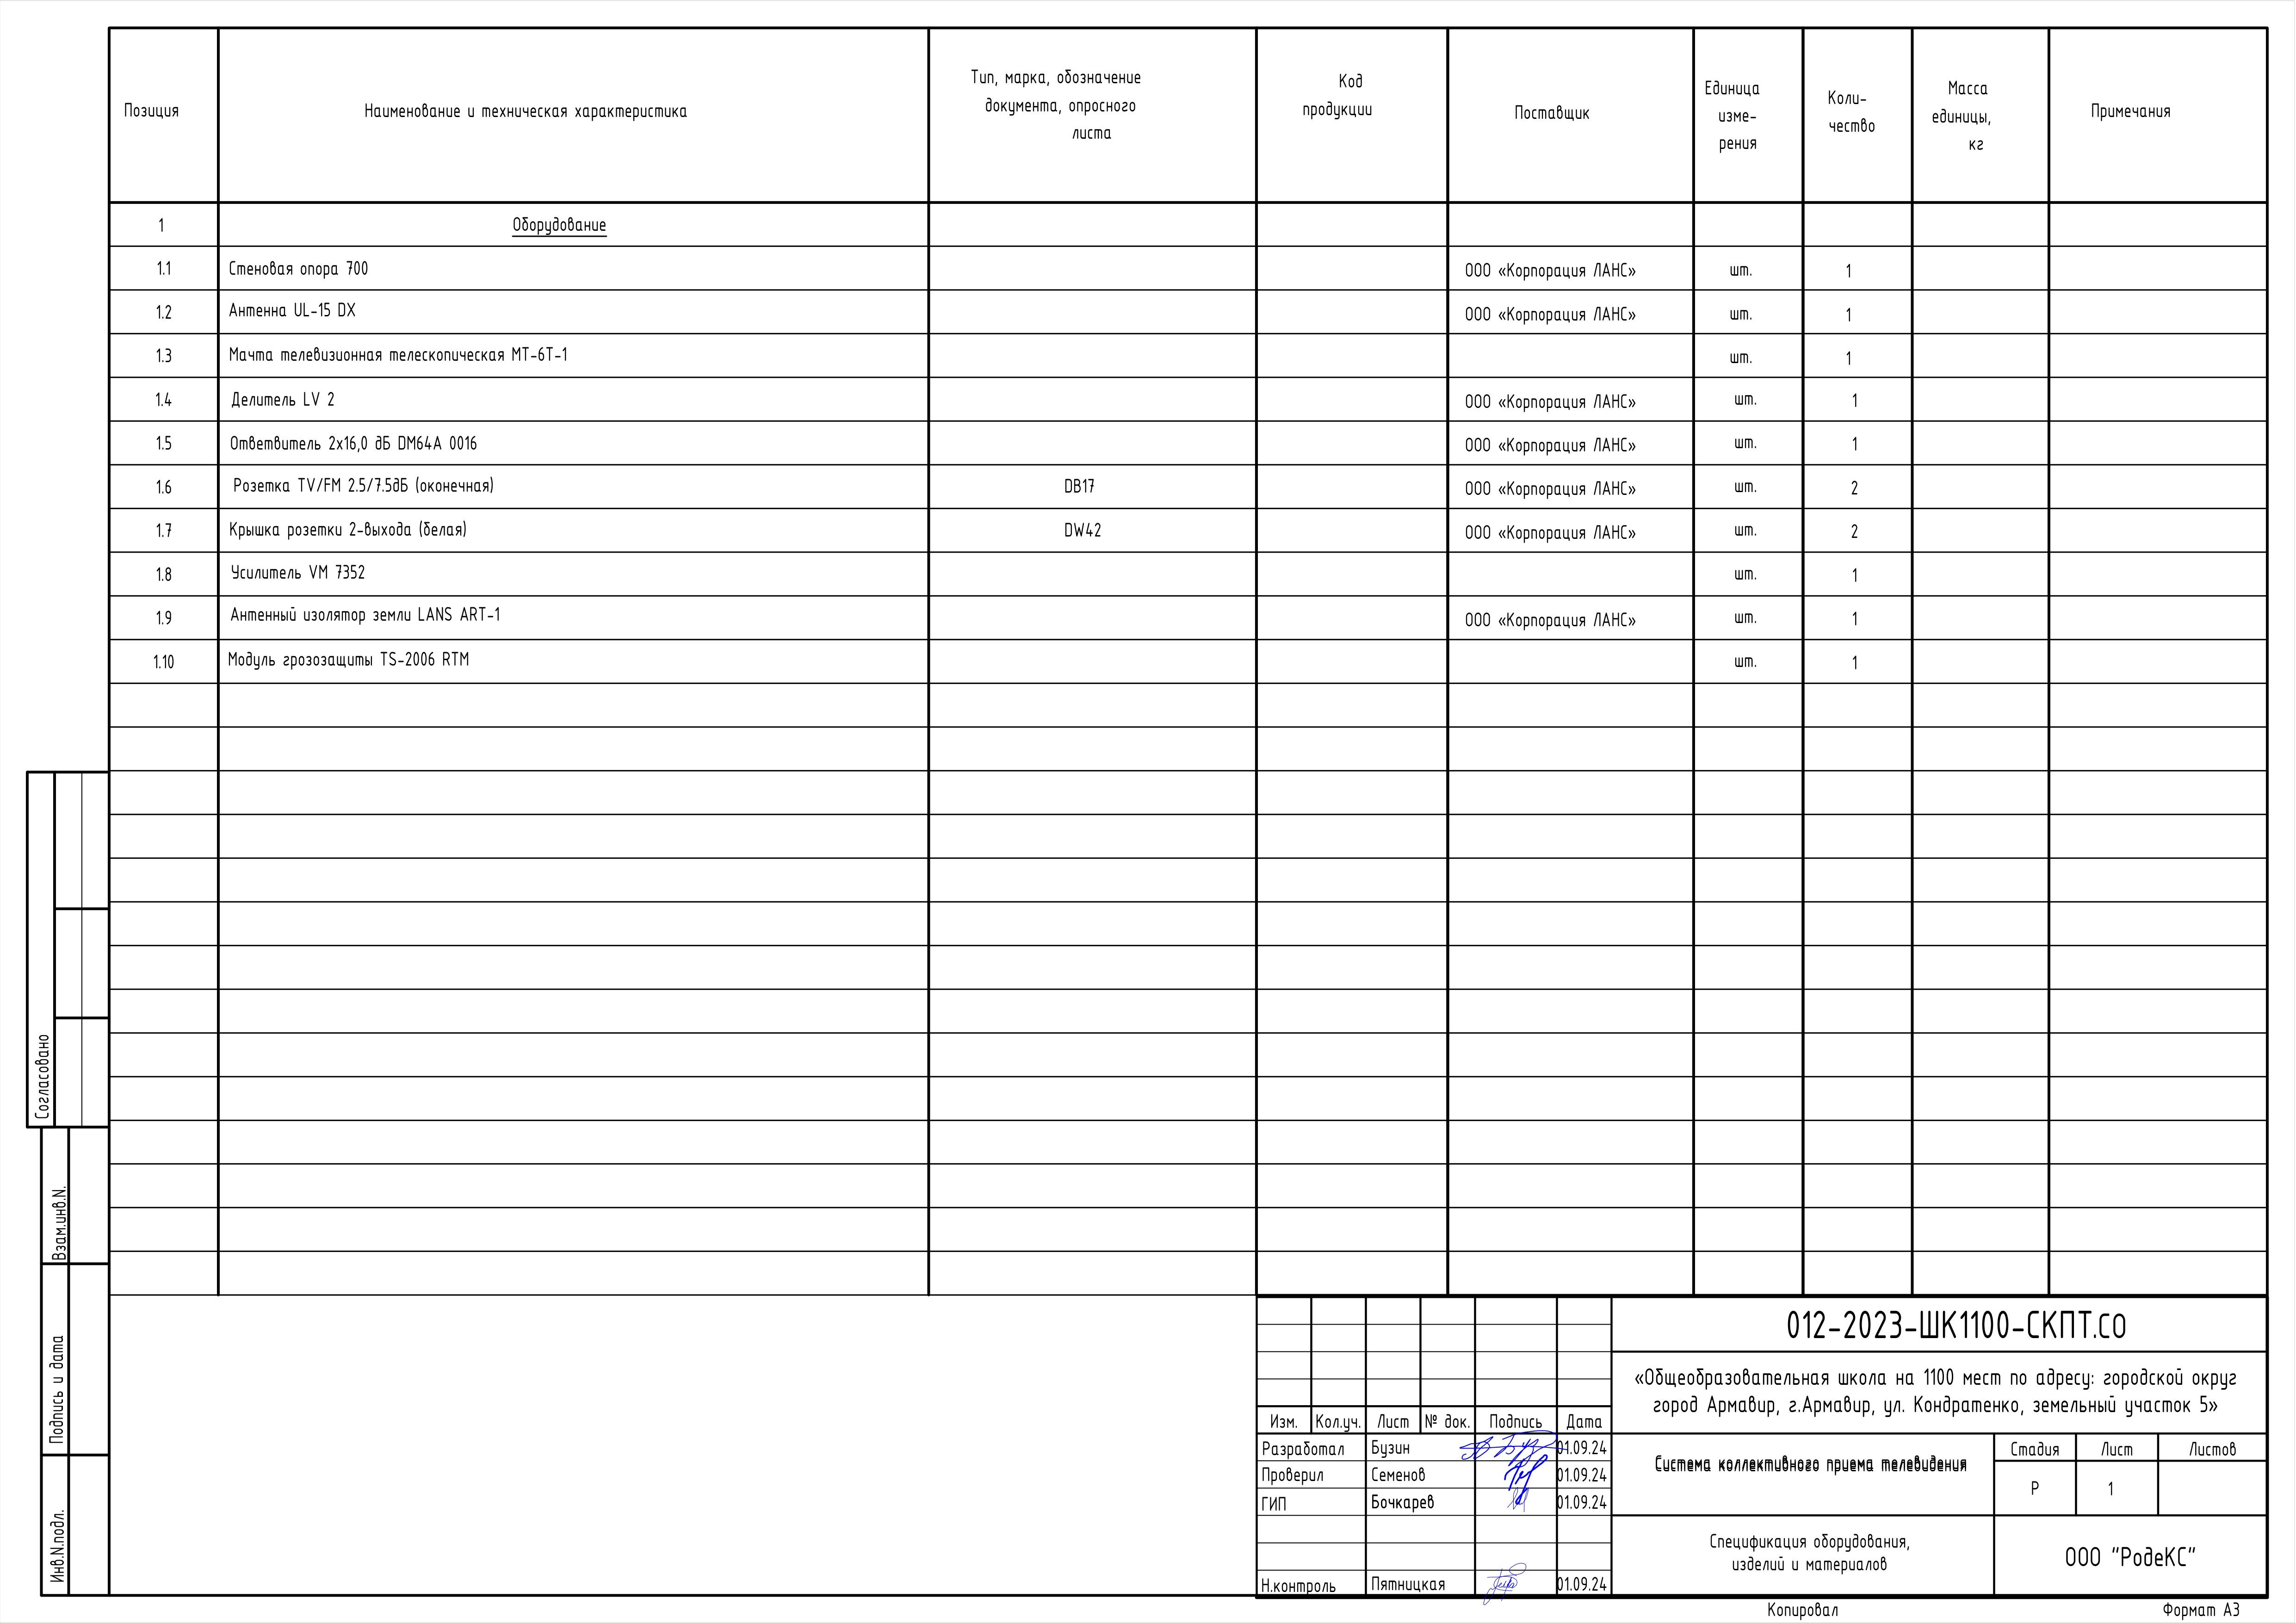 Позиция
Наименование и техническая характеристика
Тип, марка, обозначение
документа, опросного
листа
Код
продукции
Поставщик
Единица
изме-
рения
Коли-
чество
Масса
единицы,
кг
Примечания
1 Оборудование
1.1 Стеновая опора 700 ООО «Корпорация ЛАНС» шт. 1
1.2 Антенна UL-15 DX ООО «Корпорация ЛАНС» шт. 1
1.3 Мачта телевизионная телескопическая МТ-6Т-1 шт. 1
1.4 Делитель LV 2 ООО «Корпорация ЛАНС» шт. 1
1.5 Ответвитель 2х16,0 дБ DM64A 0016 ООО «Корпорация ЛАНС» шт. 1
1.6 Розетка TV/FM 2.5/7.5дБ (оконечная) DB17 ООО «Корпорация ЛАНС» шт. 2
1.7 Крышка розетки 2-выхода (белая) DW42 ООО «Корпорация ЛАНС» шт. 2
1.8 Усилитель VM 7352 шт. 1
1.9 Антенный изолятор земли LANS ART-1 ООО «Корпорация ЛАНС» шт. 1
1.10 Модуль грозозащиты TS-2006 RTM шт. 1
Согласовано
Взам.инв.N.
Подпись и дата
Инв.N.подл.
012-2023-ШК1100-СКПТ.СО
«Общеобразовательная школа на 1100 мест по адресу: городской округ
город Армавир, г.Армавир, ул. Кондратенко, земельный участок 5»
Изм. Кол.уч. Лист № док. Подпись Дата
Разработал Бузин 01.09.24
Проверил Семенов 01.09.24
ГИП Бочкарев 01.09.24
Н.контроль Пятницкая 01.09.24
Система коллективного приема телевидения
Стадия Лист Листов
Р 1
Спецификация оборудования,
изделий и материалов
ООО "РодеКС"
Копировал
Формат А3